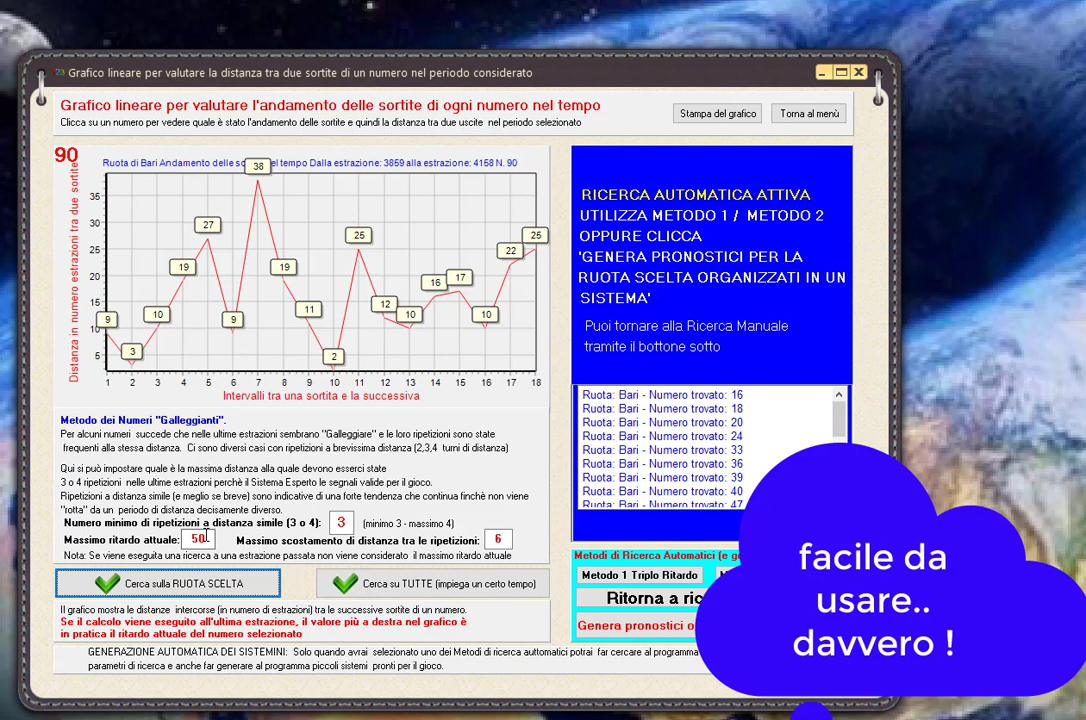 Grafico lineare per valutare la distanza tra due sortite di un numero nel periodo considerato
Grafico lineare per valutare l'andamento delle sortite di ogni numero nel tempo
Clicca su un numero per vedere quale è stato l'andamento delle sortite e quindi la distanza tra due uscite nel periodo selezionato
Stampa del grafico
Torna al menù
90
Ruota di Bari Andamento delle so el tempo Dalla estrazione: 3859 alla estrazione: 4158 N. 90
Distanza in numero estrazioni tra due sortite
35
30
25
20
15
10
5
9
3
10
19
27
9
38
19
11
2
25
12
10
16
17
10
22
25
1 2 3 4 5 6 7 8 9 10 11 12 13 14 15 16 17 18
Intervalli tra una sortita e la successiva
Metodo dei Numeri "Galleggianti".
Per alcuni numeri succede che nelle ultime estrazioni sembrano "Galleggiare" e le loro ripetizioni sono state
frequenti alla stessa distanza. Ci sono diversi casi con ripetizioni a brevissima distanza (2,3,4 turni di distanza)
Qui si può impostare quale è la massima distanza alla quale devono esserci state
3 o 4 ripetizioni nelle ultime estrazioni perchè il Sistema Esperto le segnali valide per il gioco.
Ripetizioni a distanza simile (e meglio se breve) sono indicative di una forte tendenza che continua finchè non viene
"rotta" da un periodo di distanza decisamente diverso.
Numero minimo di ripetizioni a distanza simile (3 o 4): 3 (minimo 3 - massimo 4)
Massimo ritardo attuale: 50 Massimo scostamento di distanza tra le ripetizioni: 6
Nota: Se viene eseguita una ricerca a una estrazione passata non viene considerato il massimo ritardo attuale
Cerca sulla RUOTA SCELTA
Cerca su TUTTE (impiega un certo tempo)
Il grafico mostra le distanze intercorse (in numero di estrazioni) tra le successive sortite di un numero.
Se il calcolo viene eseguito all'ultima estrazione, il valore più a destra nel grafico è
in pratica il ritardo attuale del numero selezionato
GENERAZIONE AUTOMATICA DEI SISTEMINI: Solo quando avrai selezionato uno dei Metodi di ricerca auttomatici potrai far cercare al programma
parametri di ricerca e anche far generare al programma piccoli sistemi pronti per il gioco.
RICERCA AUTOMATICA ATTIVA
UTILIZZA METODO 1 / METODO 2
OPPURE CLICCA
'GENERA PRONOSTICI PER LA
RUOTA SCELTA ORGANIZZATI IN UN
SISTEMA'
Puoi tornare alla Ricerca Manuale
tramite il bottone sotto
Ruota: Bari - Numero trovato: 16
Ruota: Bari - Numero trovato: 18
Ruota: Bari - Numero trovato: 20
Ruota: Bari - Numero trovato: 24
Ruota: Bari - Numero trovato: 33
Ruota: Bari - Numero trovato: 36
Ruota: Bari - Numero trovato: 39
Ruota: Bari - Numero trovato: 40
Ruota: Bari - Numero trovato: 47
Metodi di Ricerca Automatici (e g
Metodo 1 Triplo Ritardo
Ritorna a ric
Genera pronostici o
facile da
usare..
davvero !